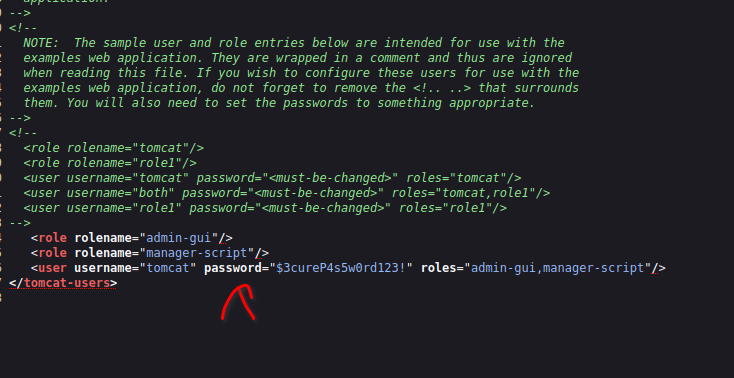 application.
-->
<!--
NOTE:  The sample user and role entries below are intended for use with the
examples web application. They are wrapped in a comment and thus are ignored
when reading this file. If you wish to configure these users for use with the
examples web application, do not forget to remove the <!.. ..> that surrounds
them. You will also need to set the passwords to something appropriate.
-->
<!--
<role rolename="tomcat"/>
<role rolename="role1"/>
<user username="tomcat" password="<must-be-changed>" roles="tomcat"/>
<user username="both" password="<must-be-changed>" roles="tomcat,role1"/>
<user username="role1" password="<must-be-changed>" roles="role1"/>
-->
<role rolename="admin-gui"/>
<role rolename="manager-script"/>
<user username="tomcat" password="$3cureP4s5w0rd123!" roles="admin-gui,manager-script"/>
</tomcat-users>